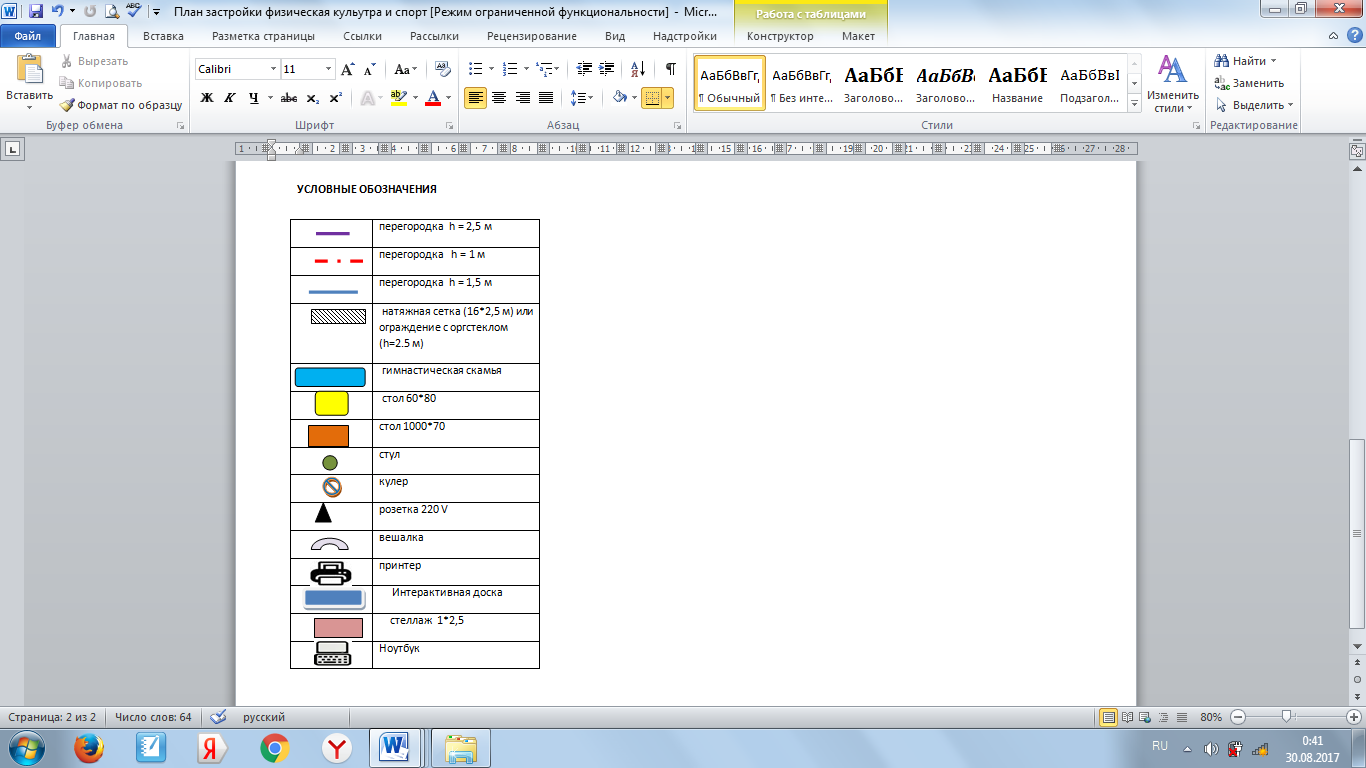 План застройки физическая кульутра и спорт [Режим ограниченной функциональности] - Micr...
Работа с таблицами
Файл Главная Вставка Разметка страницы Ссылки Рассылки Рецензирование Вид Надстройки Конструктор Макет
Вставить
Вырезать
Копировать
Формат по образцу
Буфер обмена
Calibri 11
Шрифт
Абзац
АаБбВвГг, АаБбВвГг, АаБбВ АаБбВв АаБбВ АаБбВвІ
¶ Обычный ¶ Без инте... Заголово... Заголово... Название Подзагол...
Стили
Изменить стили
Найти
Заменить
Выделить
Редактирование
УСЛОВНЫЕ ОБОЗНАЧЕНИЯ
перегородка h = 2,5 м
перегородка h = 1 м
перегородка h = 1,5 м
натяжная сетка (16*2,5 м) или
ограждение с оргстеклом
(h=2.5 м)
гимнастическая скамья
стол 60*80
стол 1000*70
стул
кулер
розетка 220 V
вешалка
принтер
Интерактивная доска
стеллаж 1*2,5
Ноутбук
Страница: 2 из 2 Число слов: 64 русский 80%
RU
0:41
30.08.2017